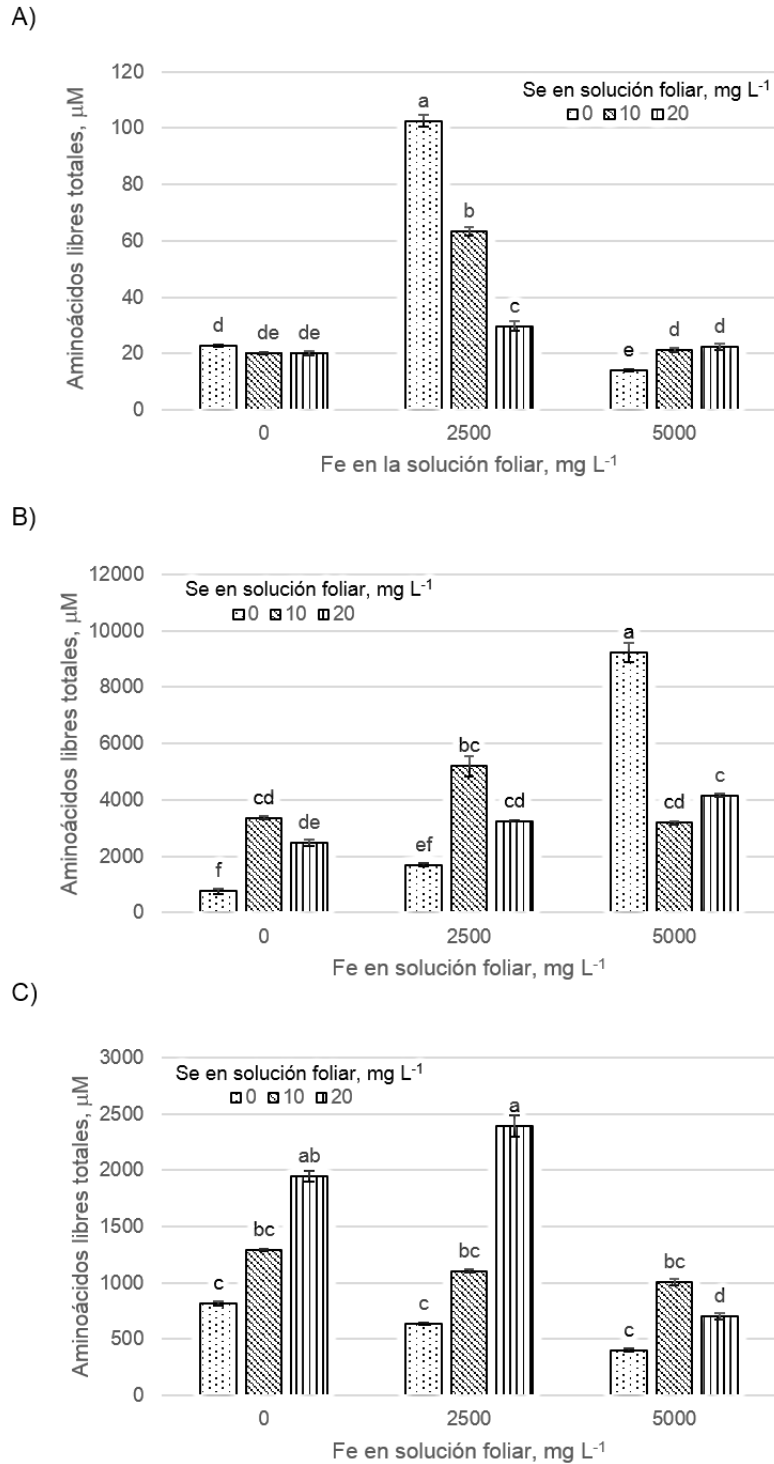 A)
120
100
80
60
40
20
0
Aminoácidos libres totales, μM
Se en solución foliar, mg L-1
0 10 20
a
b
c
d de de
e d d
0 2500 5000
Fe en la solución foliar, mg L-1
B)
12000
10000
8000
6000
4000
2000
0
Aminoácidos libres totales, μM
Se en solución foliar, mg L-1
0 10 20
f cd de
ef bc cd
a cd c
0 2500 5000
Fe en solución foliar, mg L-1
C)
3000
2500
2000
1500
1000
500
0
Aminoácidos libres totales, μM
Se en solución foliar, mg L-1
0 10 20
c bc ab
c bc a
c bc d
0 2500 5000
Fe en solución foliar, mg L-1